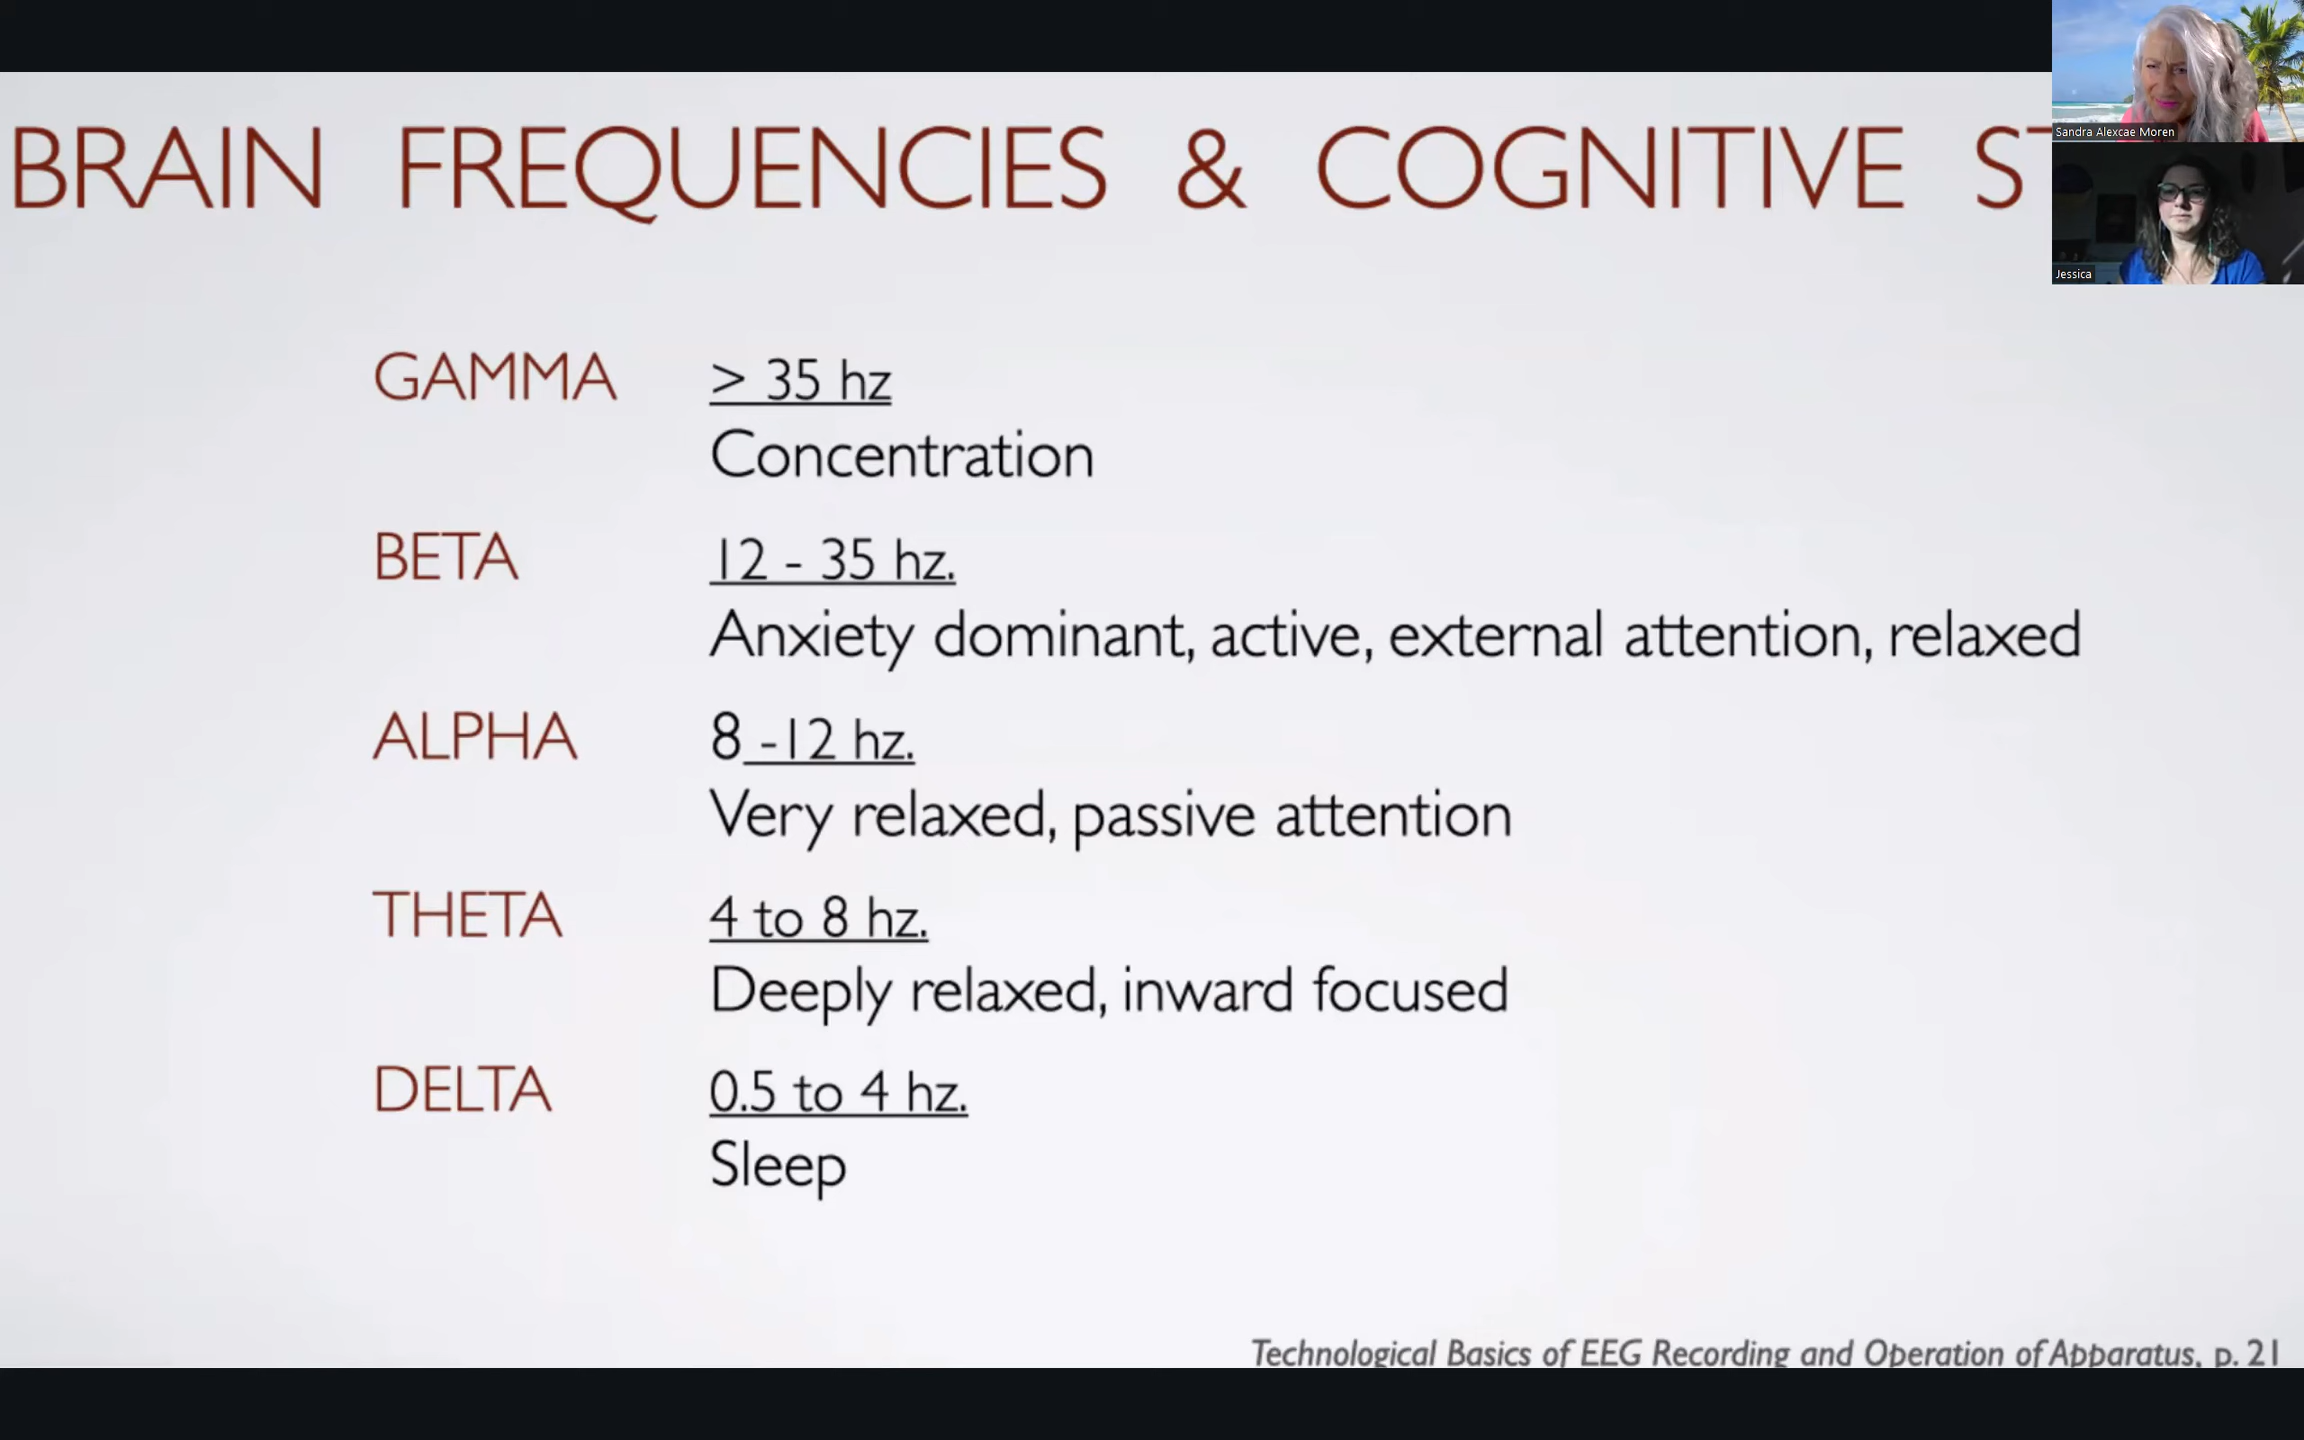 BRAIN FREQUENCIES & COGNITIVE ST
Sandra Alexcae Moren
Jessica
GAMMA > 35 hz
Concentration
BETA 12 - 35 hz.
Anxiety dominant, active, external attention, relaxed
ALPHA 8 -12 hz.
Very relaxed, passive attention
THETA 4 to 8 hz.
Deeply relaxed, inward focused
DELTA 0.5 to 4 hz.
Sleep
Technological Basics of EEG Recording and Operation of Apparatus, p. 21